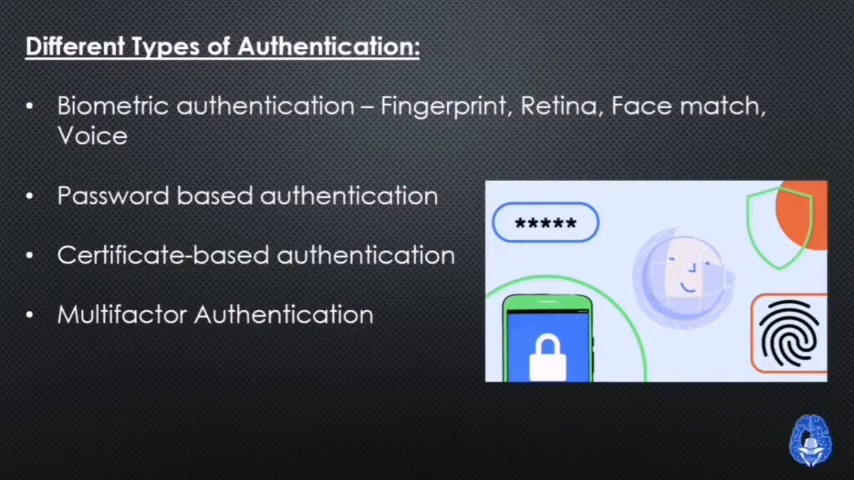 Different Types of Authentication:
• Biometric authentication – Fingerprint, Retina, Face match,
Voice
• Password based authentication
• Certificate-based authentication
• Multifactor Authentication
*****